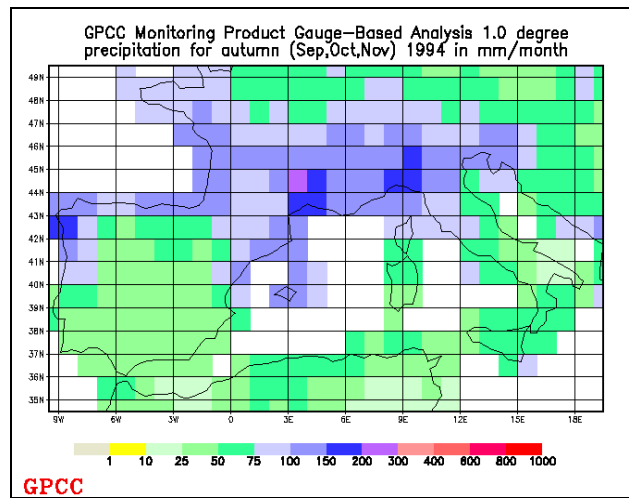 GPCC Monitoring Product Gauge-Based Analysis 1.0 degree
precipitation for autumn (Sep,Oct,Nov) 1994 in mm/month
49N
48N
47N
46N
45N
44N
43N
42N
41N
40N
39N
38N
37N
36N
35N
9W 6W 3W 0 3E 6E 9E 12E 15E 18E
1 10 25 50 75 100 150 200 300 400 600 800 1000
GPCC